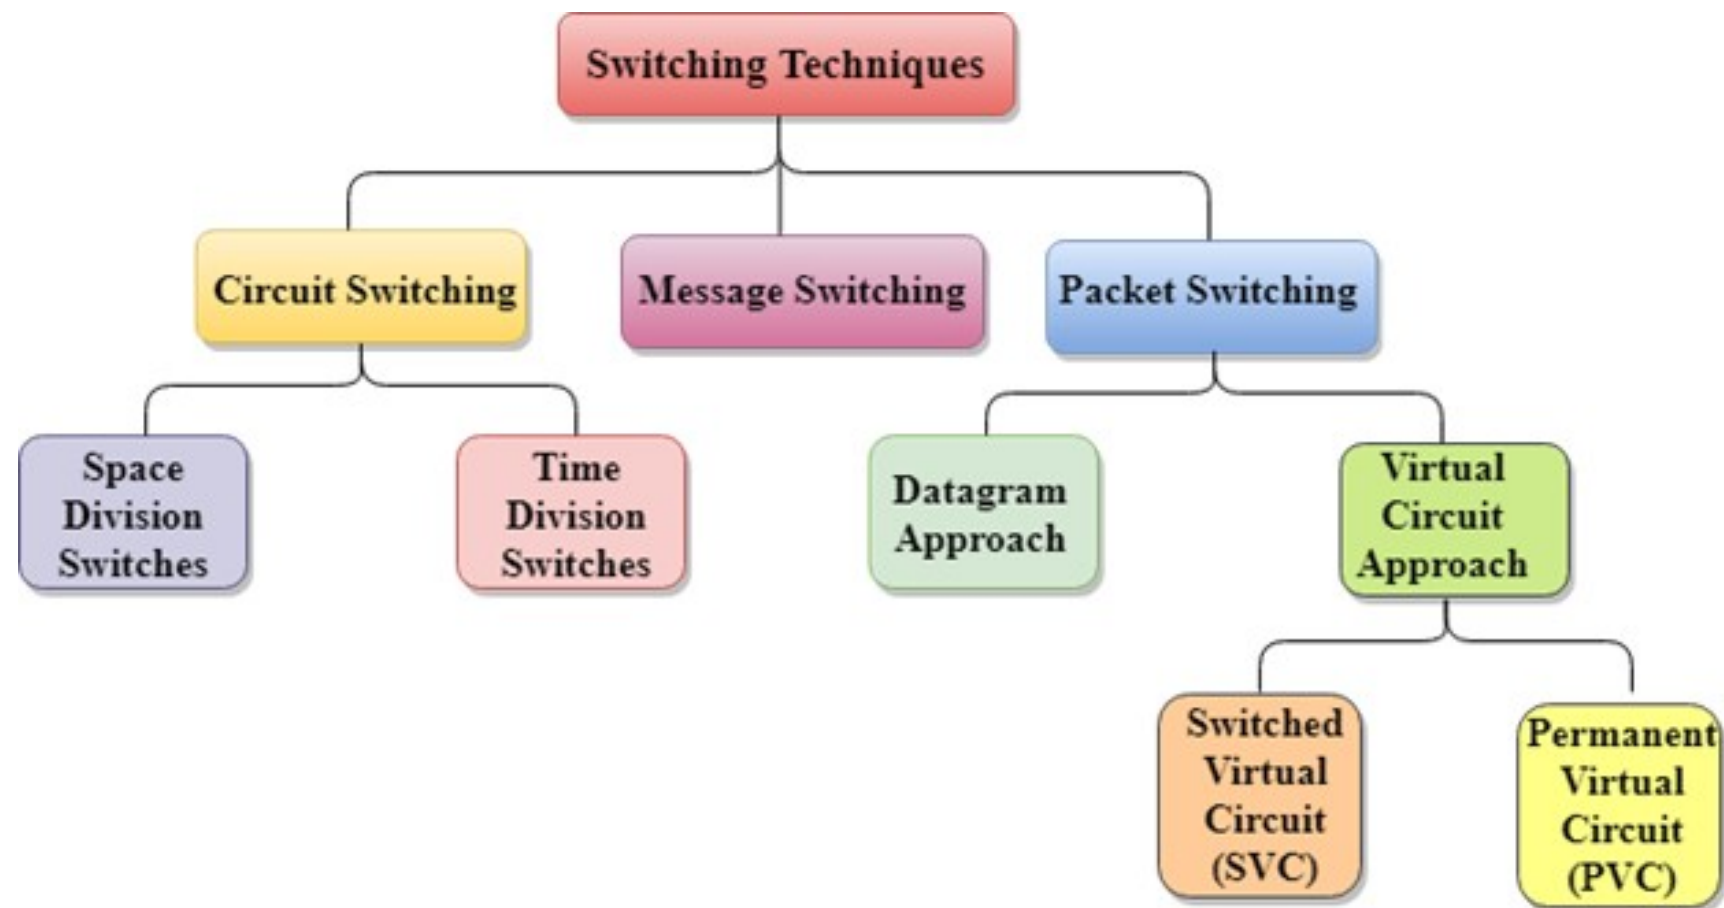 Switching Techniques
Circuit Switching
Message Switching
Packet Switching
Space
Division
Switches
Time
Division
Switches
Datagram
Approach
Virtual
Circuit
Approach
Switched
Virtual
Circuit
(SVC)
Permanent
Virtual
Circuit
(PVC)